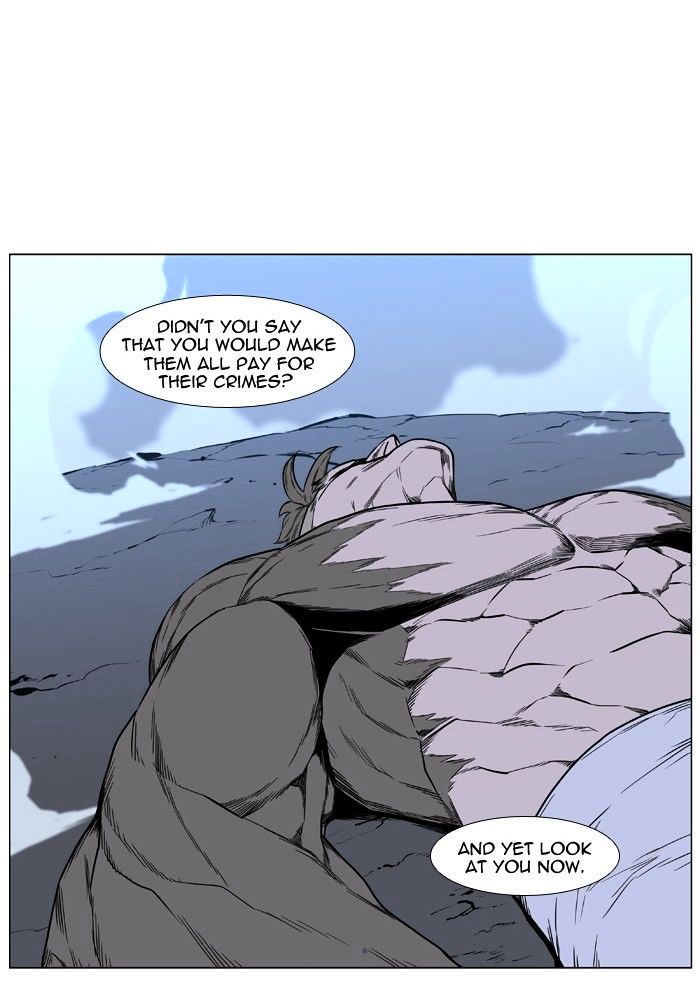 DIDN'T YOU SAY
THAT YOU WOULD MAKE
THEM ALL PAY FOR
THEIR CRIMES?
AND YET LOOK
AT YOU NOW.